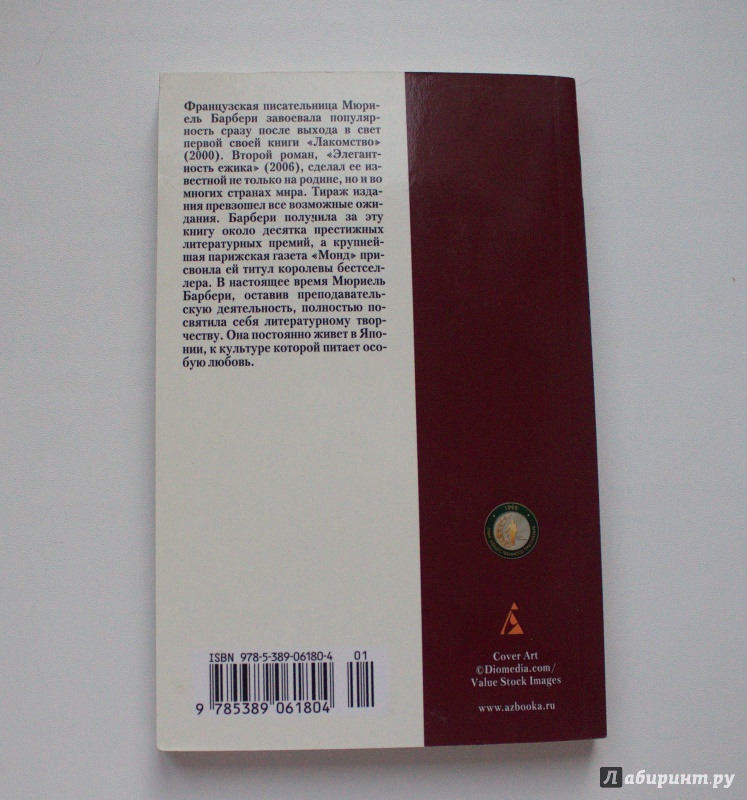 Французская писательница Мюри-
ель Барбери завоевала популяр-
ность сразу после выхода в свет
первой своей книги «Лакомство»
(2000). Второй роман, «Элегант-
ность ежика» (2006), сделал ее из-
вестной не только на родине, но и во
многих странах мира. Тираж изда-
ния превзошел все возможные ожи-
дания. Барбери получила за эту
книгу около десятка престижных
литературных премий, а крупней-
шая парижская газета «Монд» при-
своила ей титул королевы бестсел-
лера. В настоящее время Мюриель
Барбери, оставив преподаватель-
скую деятельность, полностью по-
святила себя литературному твор-
честву. Она постоянно живет в Япо-
нии, к культуре которой питает осо-
бую любовь.
1998
ISBN 978-5-389-06180-4 01
9 785389 061804
Cover Art
©Diomedia.com/
Value Stock Images
www.azbooka.ru
Лабиринт.ру